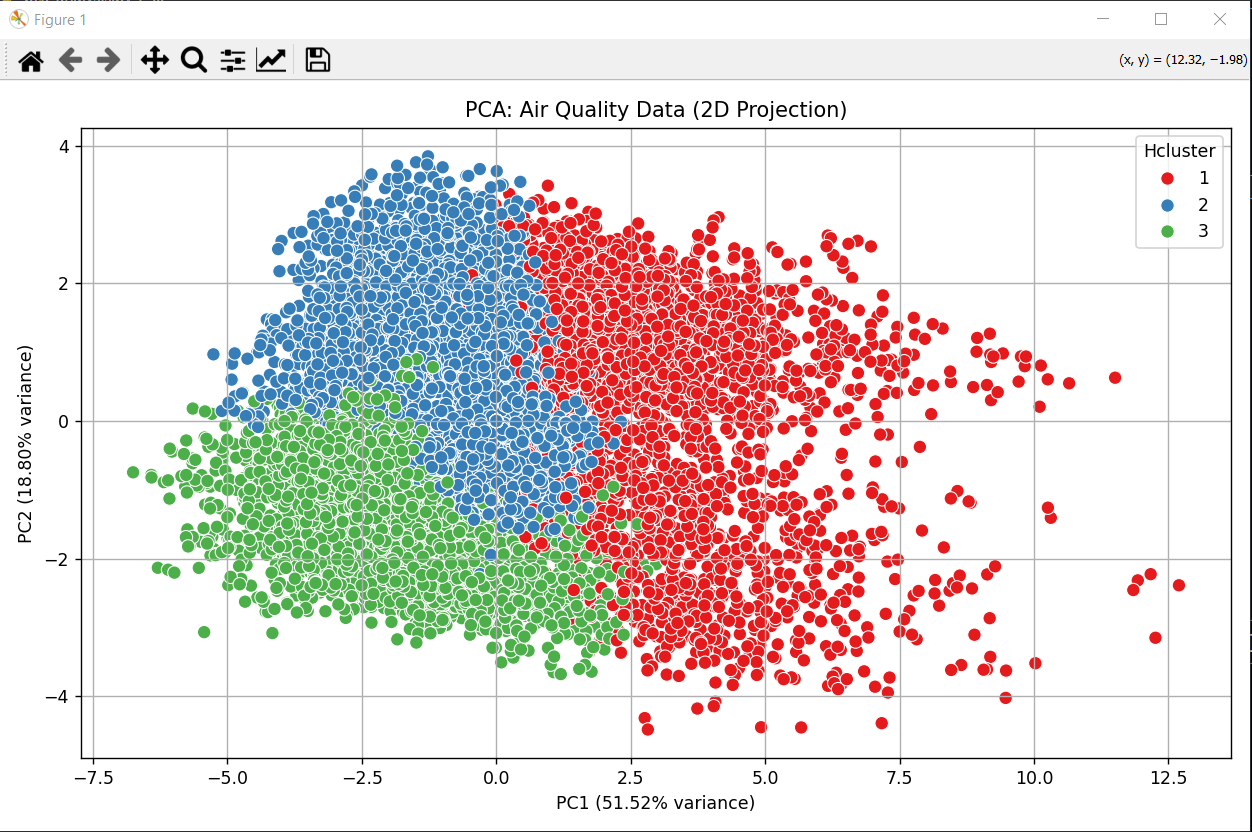 Figure 1
(x, y) = (12.32, −1.98)
PCA: Air Quality Data (2D Projection)
Hcluster
1
2
3
PC2 (18.80% variance)
4
2
0
−2
−4
−7.5 −5.0 −2.5 0.0 2.5 5.0 7.5 10.0 12.5
PC1 (51.52% variance)